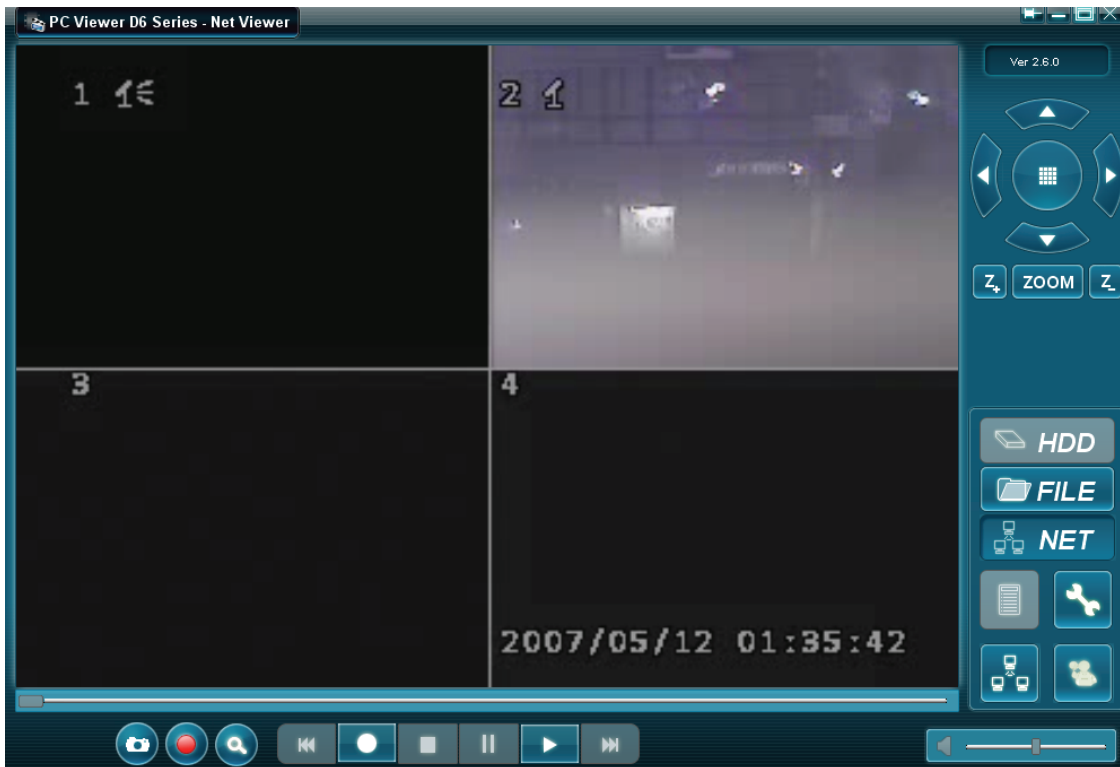 PC Viewer D6 Series - Net Viewer
Ver 2.6.0
1
2
Z+ ZOOM Z-
3
4
HDD
FILE
NET
2007/05/12 01:35:42